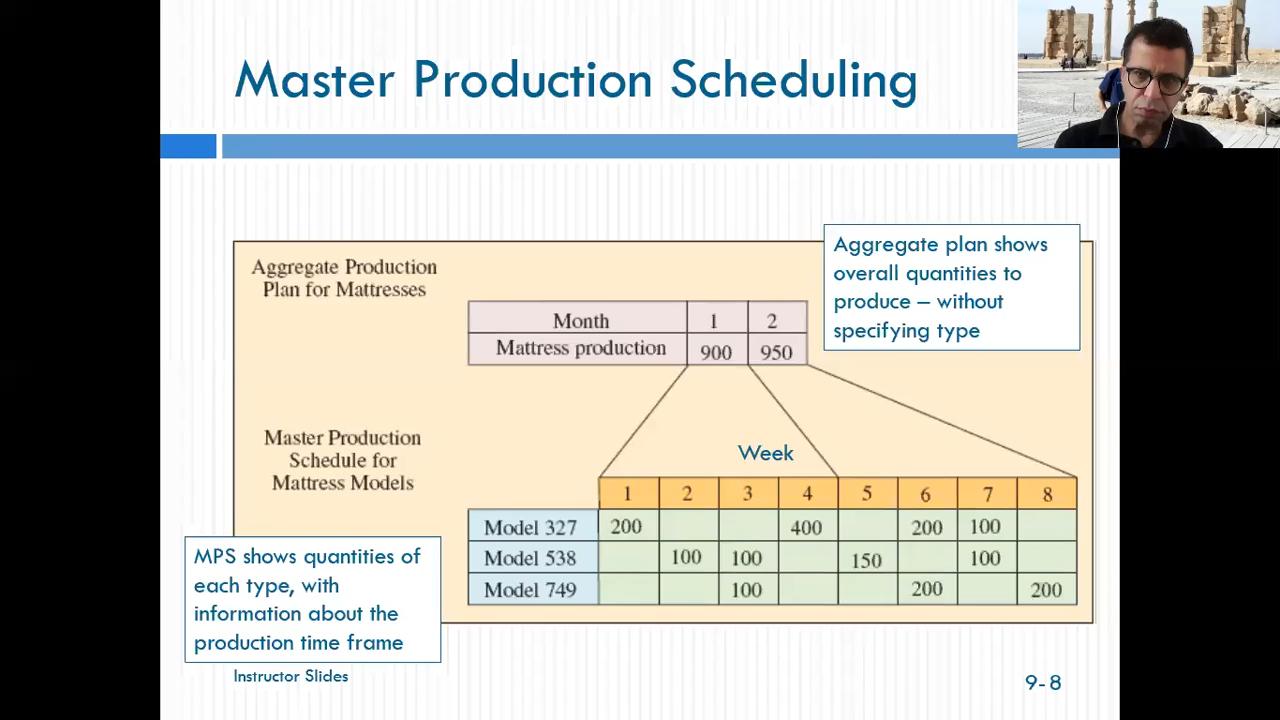 Master Production Scheduling
Aggregate Production
Plan for Mattresses
Aggregate plan shows
overall quantities to
produce – without
specifying type
Month 1 2
Mattress production 900 950
Master Production
Schedule for
Mattress Models
Week
1 2 3 4 5 6 7 8
Model 327 200 400 200 100
Model 538 100 100 150 100
Model 749 100 200 200
MPS shows quantities of
each type, with
information about the
production time frame
Instructor Slides
9-8